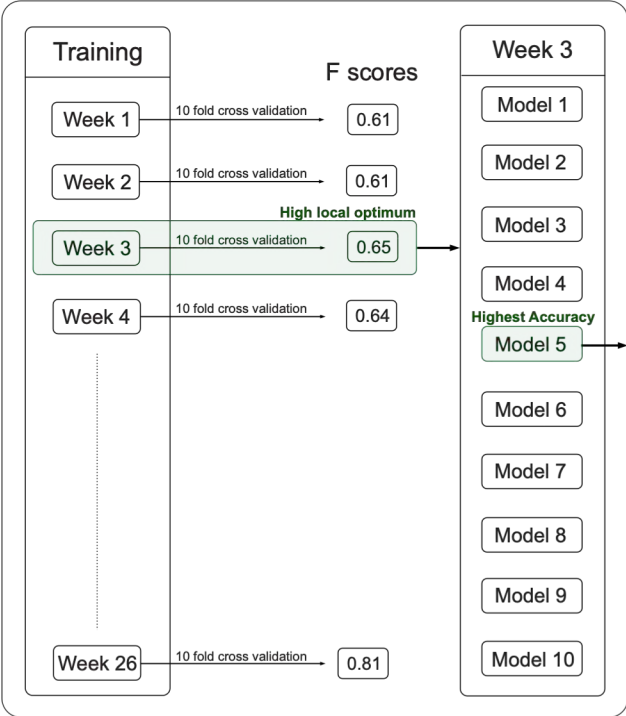 Training
F scores
Week 1
10 fold cross validation
0.61
Week 2
10 fold cross validation
0.61
High local optimum
Week 3
10 fold cross validation
0.65
Week 4
10 fold cross validation
0.64
Week 26
10 fold cross validation
0.81
Week 3
Model 1
Model 2
Model 3
Model 4
Highest Accuracy
Model 5
Model 6
Model 7
Model 8
Model 9
Model 10